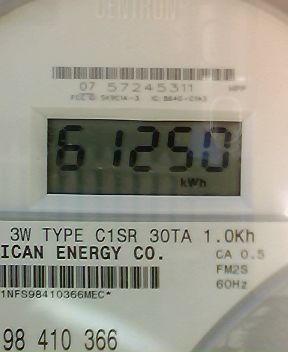 CENTRON
07 57245311
61250
kWh
3W TYPE C1SR 30TA 1.0Kh
ICAN ENERGY CO.
CA 0.5
FM2S
60Hz
1NFS98410366MEC*
98 410 366